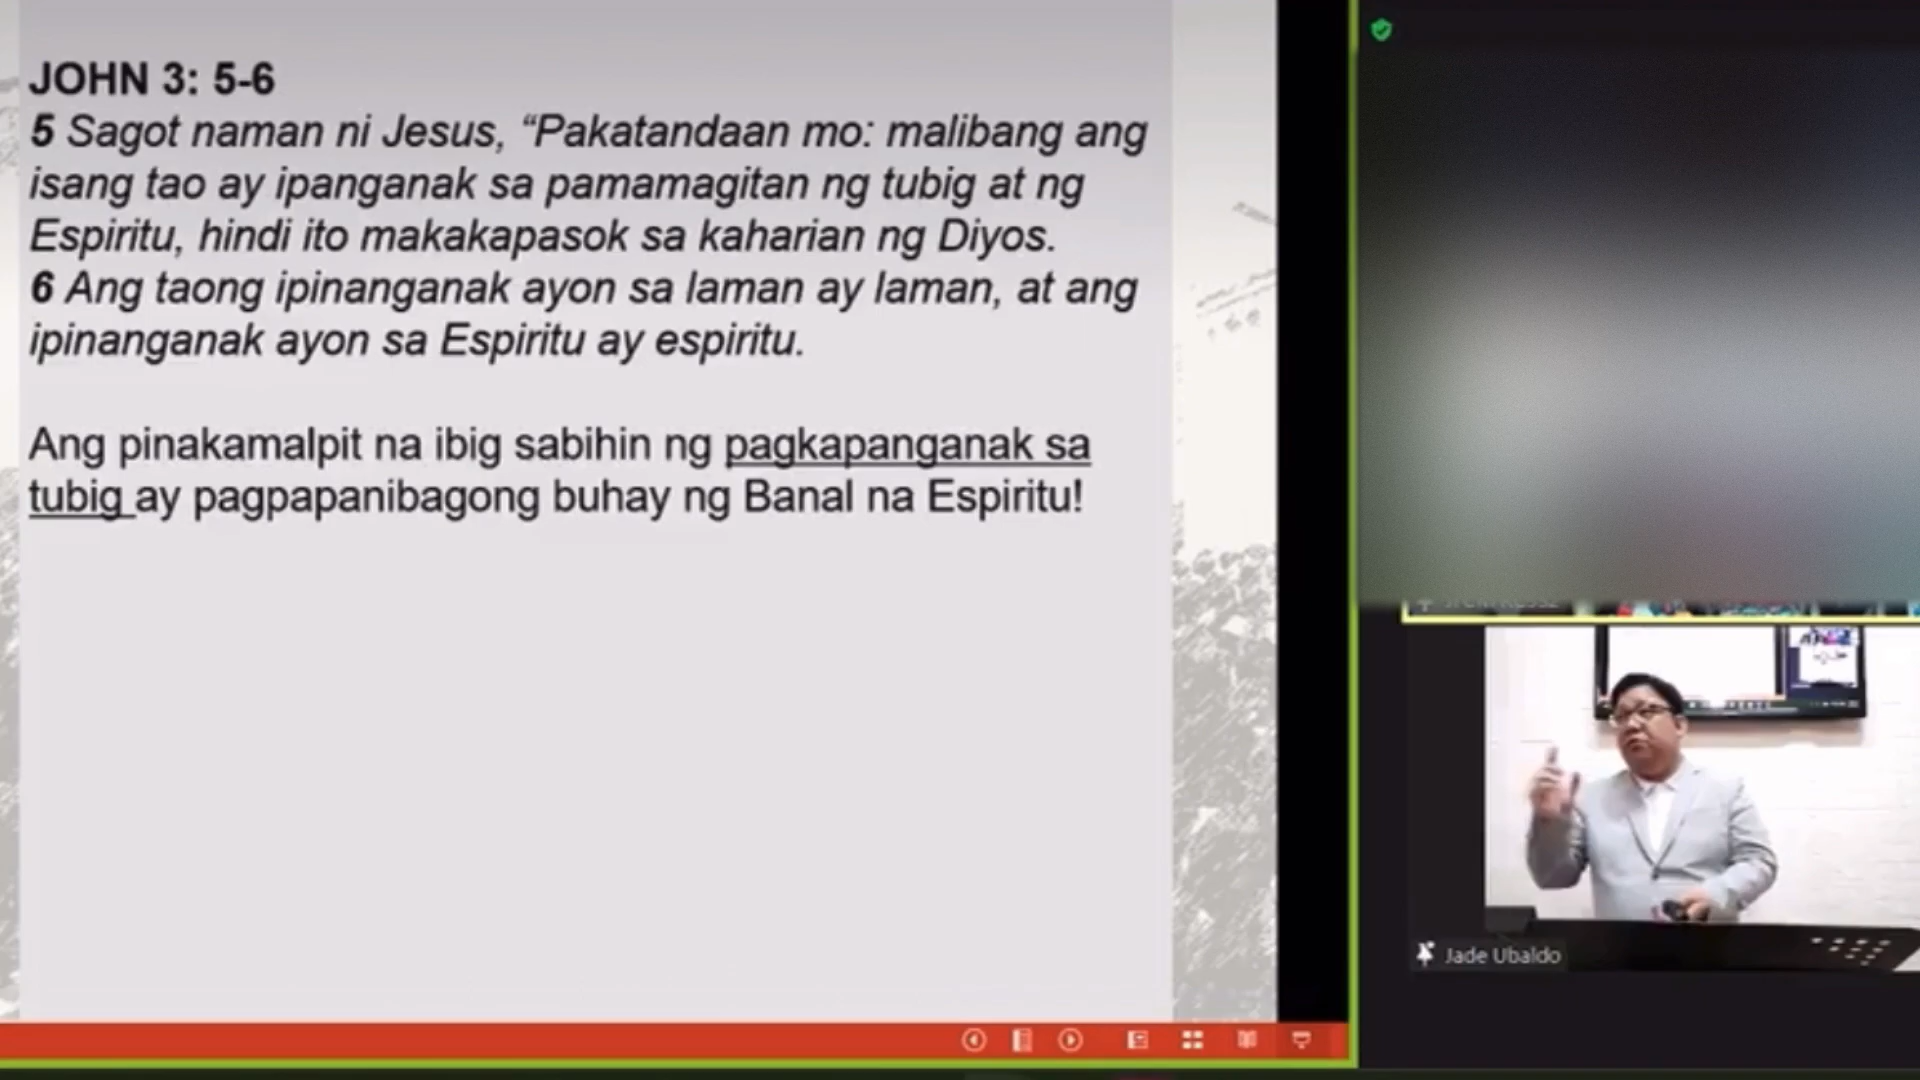 JOHN 3: 5-6
5 Sagot naman ni Jesus, “Pakatandaan mo: malibang ang
isang tao ay ipanganak sa pamamagitan ng tubig at ng
Espiritu, hindi ito makakapasok sa kaharian ng Diyos.
6 Ang taong ipinanganak ayon sa laman ay laman, at ang
ipinanganak ayon sa Espiritu ay espiritu.
Ang pinakamalpit na ibig sabihin ng pagkapanganak sa
tubig ay pagpapanibagong buhay ng Banal na Espiritu!
Jade Ubaldo